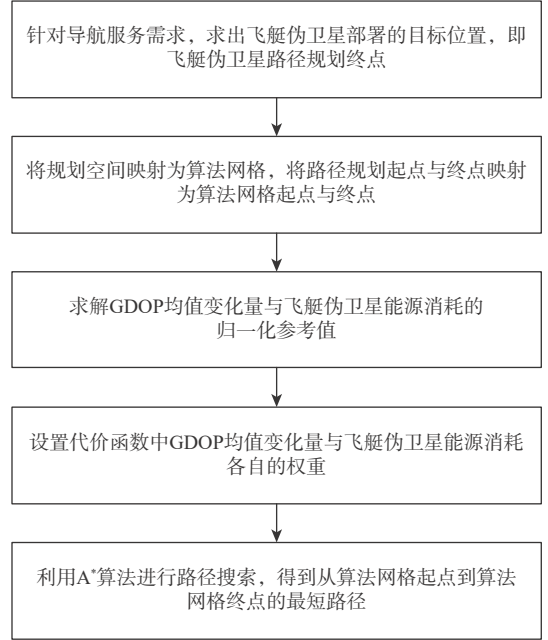 针对导航服务需求，求出飞艇伪卫星部署的目标位置，即
飞艇伪卫星路径规划终点
将规划空间映射为算法网格，将路径规划起点与终点映射
为算法网格起点与终点
求解GDOP均值变化量与飞艇伪卫星能源消耗的
归一化参考值
设置代价函数中GDOP均值变化量与飞艇伪卫星能源消耗
各自的权重
利用A*算法进行路径搜索，得到从算法网格起点到算法
网格终点的最短路径